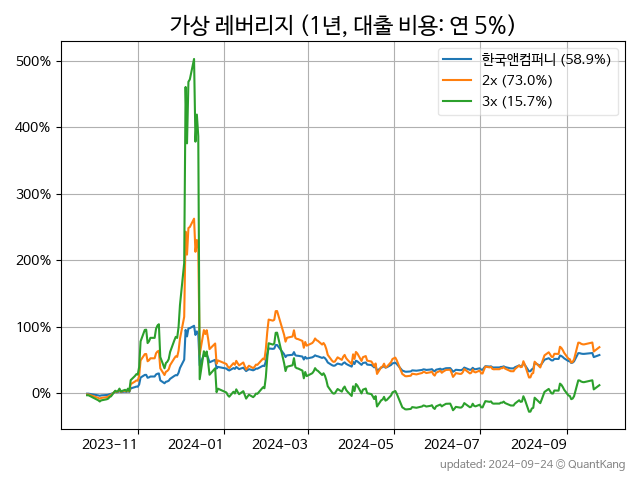 가상 레버리지 (1년, 대출 비용: 연 5%)
한국앤컴퍼니 (58.9%)
2x (73.0%)
3x (15.7%)
500%
400%
300%
200%
100%
0%
2023-11 2024-01 2024-03 2024-05 2024-07 2024-09
updated: 2024-09-24 @ QuantKang